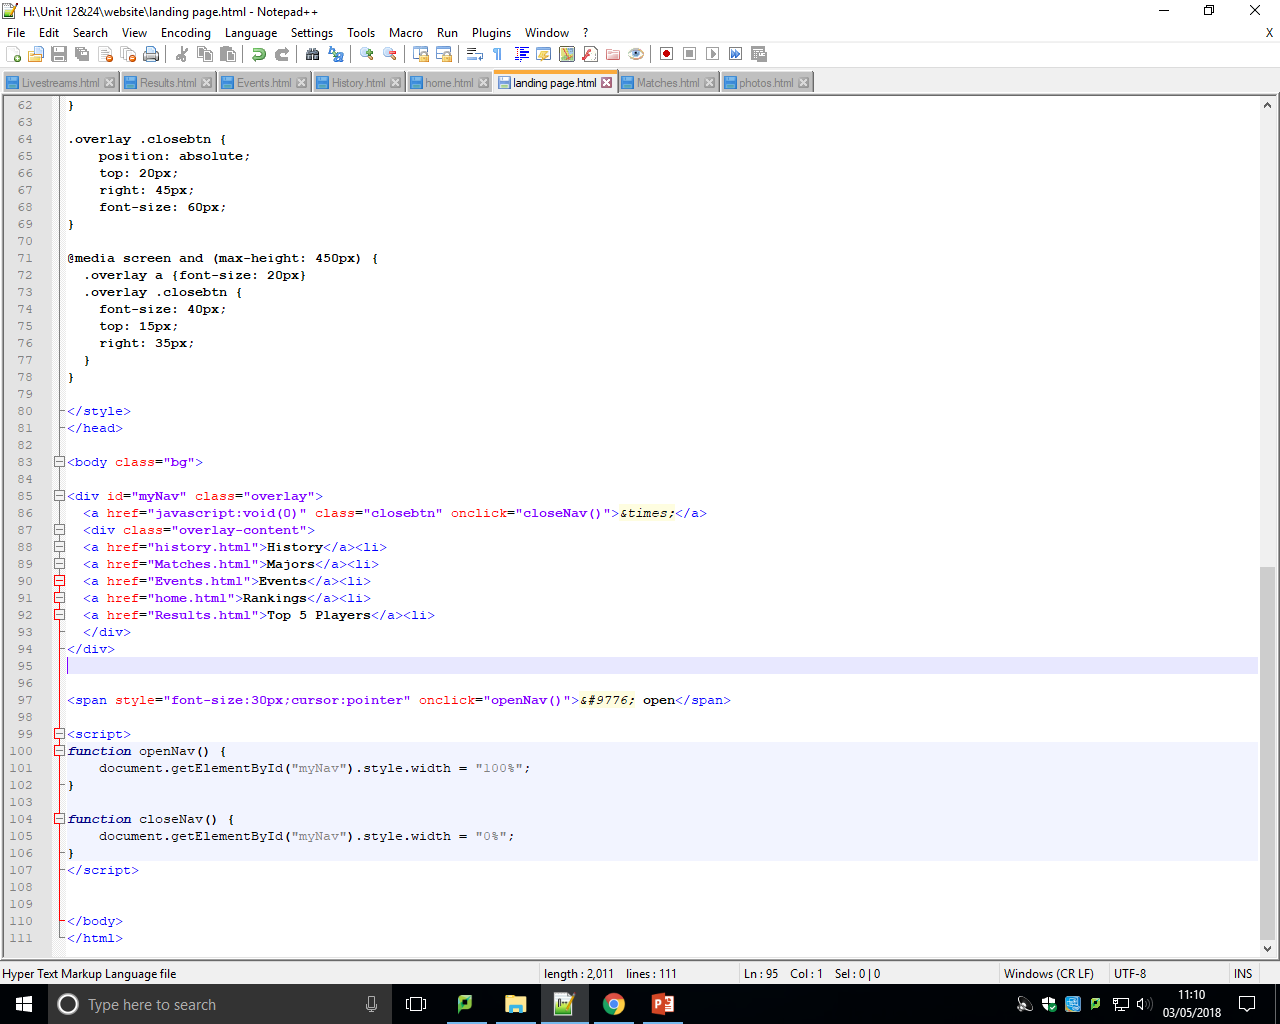 H:\Unit 12&24\website\landing page.html - Notepad++
File Edit Search View Encoding Language Settings Tools Macro Run Plugins Window ? X
Livestreams.html Results.html Events.html History.html home.html landing page.html Matches.html photos.html
62 }
63
64 .overlay .closebtn {
65 position: absolute;
66 top: 20px;
67 right: 45px;
68 font-size: 60px;
69 }
70
71 @media screen and (max-height: 450px) {
72 .overlay a {font-size: 20px}
73 .overlay .closebtn {
74 font-size: 40px;
75 top: 15px;
76 right: 35px;
77 }
78 }
79
80 </style>
81 </head>
82
83 <body class="bg">
84
85 <div id="myNav" class="overlay">
86 <a href="javascript:void(0)" class="closebtn" onclick="closeNav()">&times;</a>
87 <div class="overlay-content">
88 <a href="history.html">History</a><li>
89 <a href="Matches.html">Majors</a><li>
90 <a href="Events.html">Events</a><li>
91 <a href="home.html">Rankings</a><li>
92 <a href="Results.html">Top 5 Players</a><li>
93 </div>
94 </div>
95
96
97 <span style="font-size:30px;cursor:pointer" onclick="openNav()">&#9776; open</span>
98
99 <script>
100 function openNav() {
101 document.getElementById("myNav").style.width = "100%";
102 }
103
104 function closeNav() {
105 document.getElementById("myNav").style.width = "0%";
106 }
107 </script>
108
109
110 </body>
111 </html>
Hyper Text Markup Language file length : 2,011 lines : 111 Ln : 95 Col : 1 Sel : 0 | 0 Windows (CR LF) UTF-8 INS
Type here to search
11:10
03/05/2018